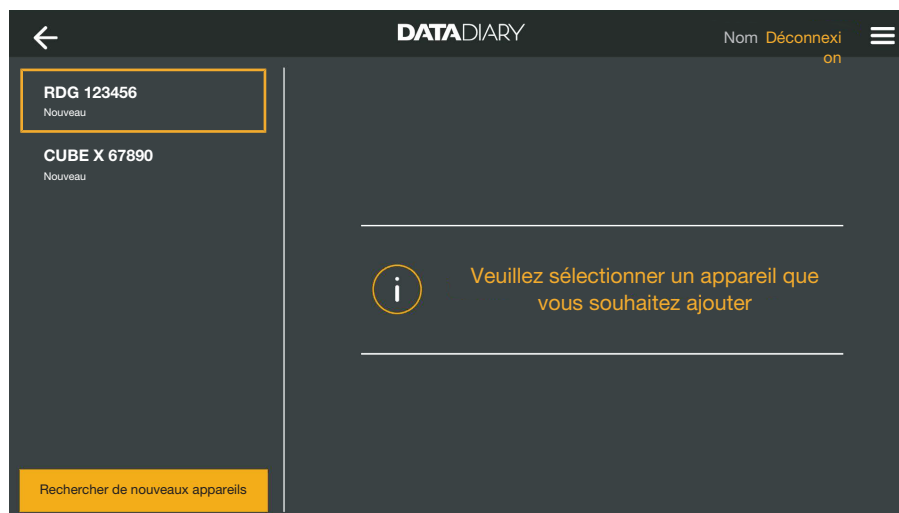 DATADIARY
Nom Déconnexi
on
RDG 123456
Nouveau
CUBE X 67890
Nouveau
i
Veuillez sélectionner un appareil que
vous souhaitez ajouter
Rechercher de nouveaux appareils